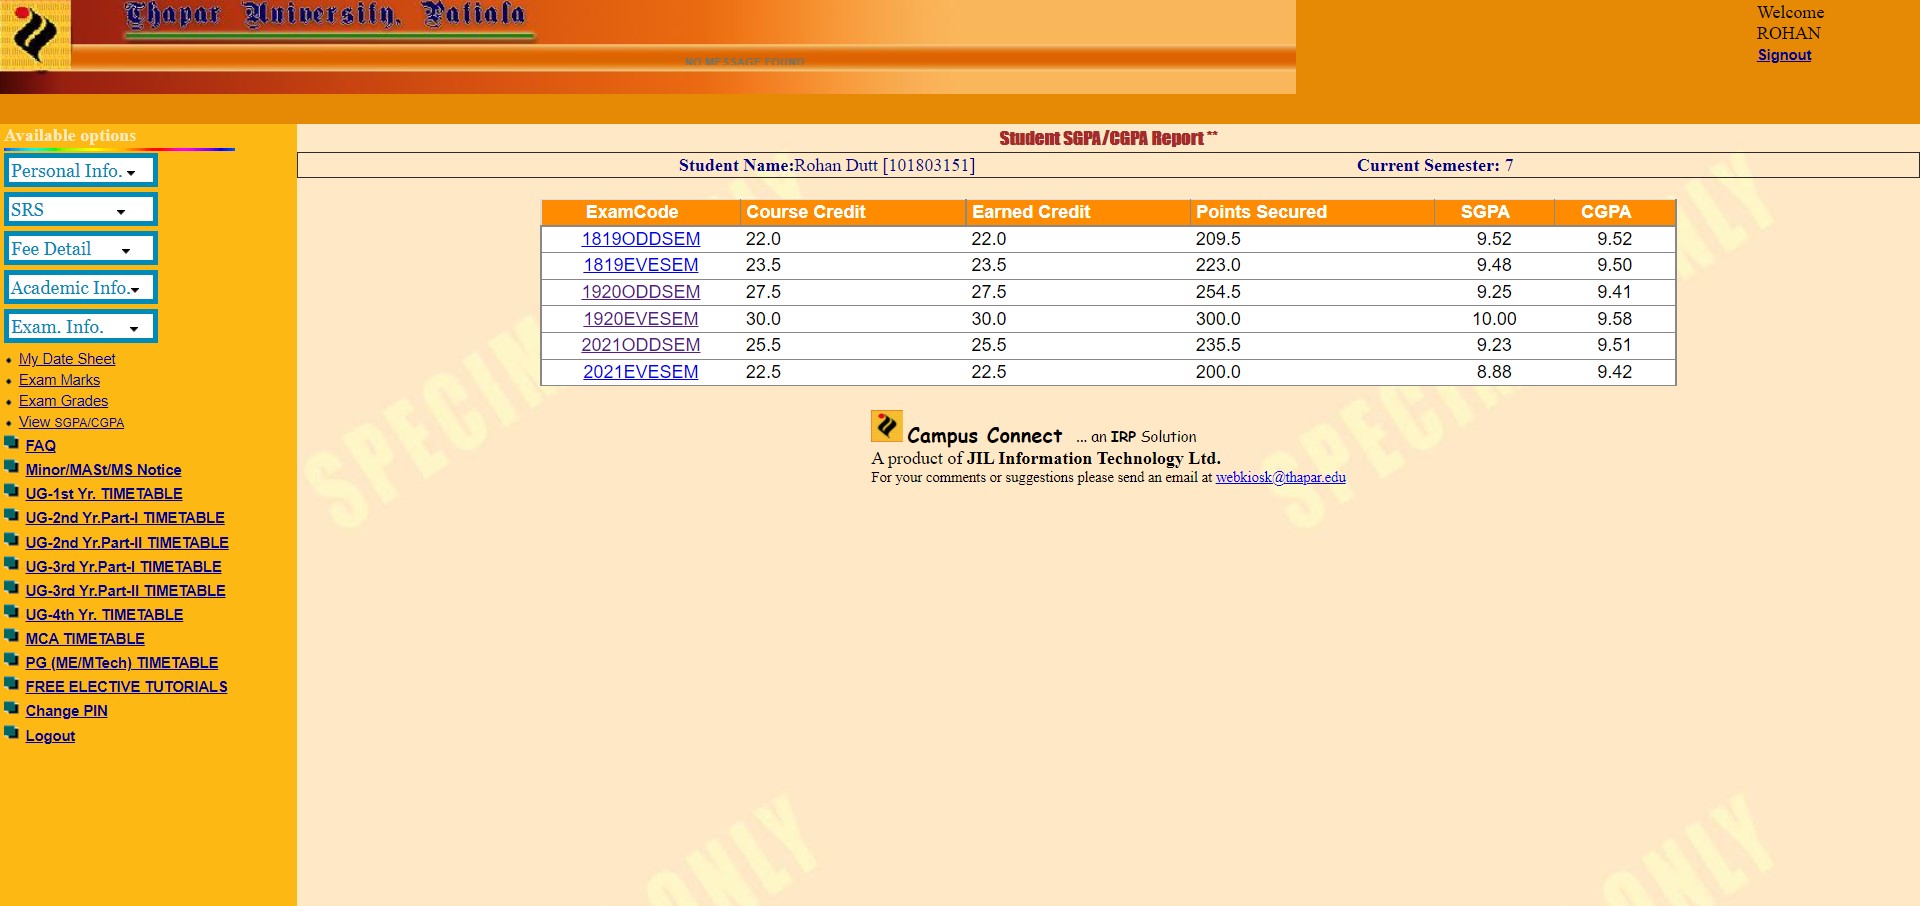 Thapar University, Patiala
NO MESSAGE FOUND
Welcome
ROHAN
Signout
Available options
Personal Info.
SRS
Fee Detail
Academic Info.
Exam. Info.
My Date Sheet
Exam Marks
Exam Grades
View SGPA/CGPA
FAQ
Minor/MASt/MS Notice
UG-1st Yr. TIMETABLE
UG-2nd Yr.Part-I TIMETABLE
UG-2nd Yr.Part-II TIMETABLE
UG-3rd Yr.Part-I TIMETABLE
UG-3rd Yr.Part-II TIMETABLE
UG-4th Yr. TIMETABLE
MCA TIMETABLE
PG (ME/MTech) TIMETABLE
FREE ELECTIVE TUTORIALS
Change PIN
Logout
Student SGPA/CGPA Report **
Student Name:Rohan Dutt [101803151] Current Semester: 7
ExamCode Course Credit Earned Credit Points Secured SGPA CGPA
1819ODDSEM 22.0 22.0 209.5 9.52 9.52
1819EVESEM 23.5 23.5 223.0 9.48 9.50
1920ODDSEM 27.5 27.5 254.5 9.25 9.41
1920EVESEM 30.0 30.0 300.0 10.00 9.58
2021ODDSEM 25.5 25.5 235.5 9.23 9.51
2021EVESEM 22.5 22.5 200.0 8.88 9.42
Campus Connect ... an IRP Solution
A product of JIL Information Technology Ltd.
For your comments or suggestions please send an email at webkiosk@thapar.edu
ONLY
ONLY